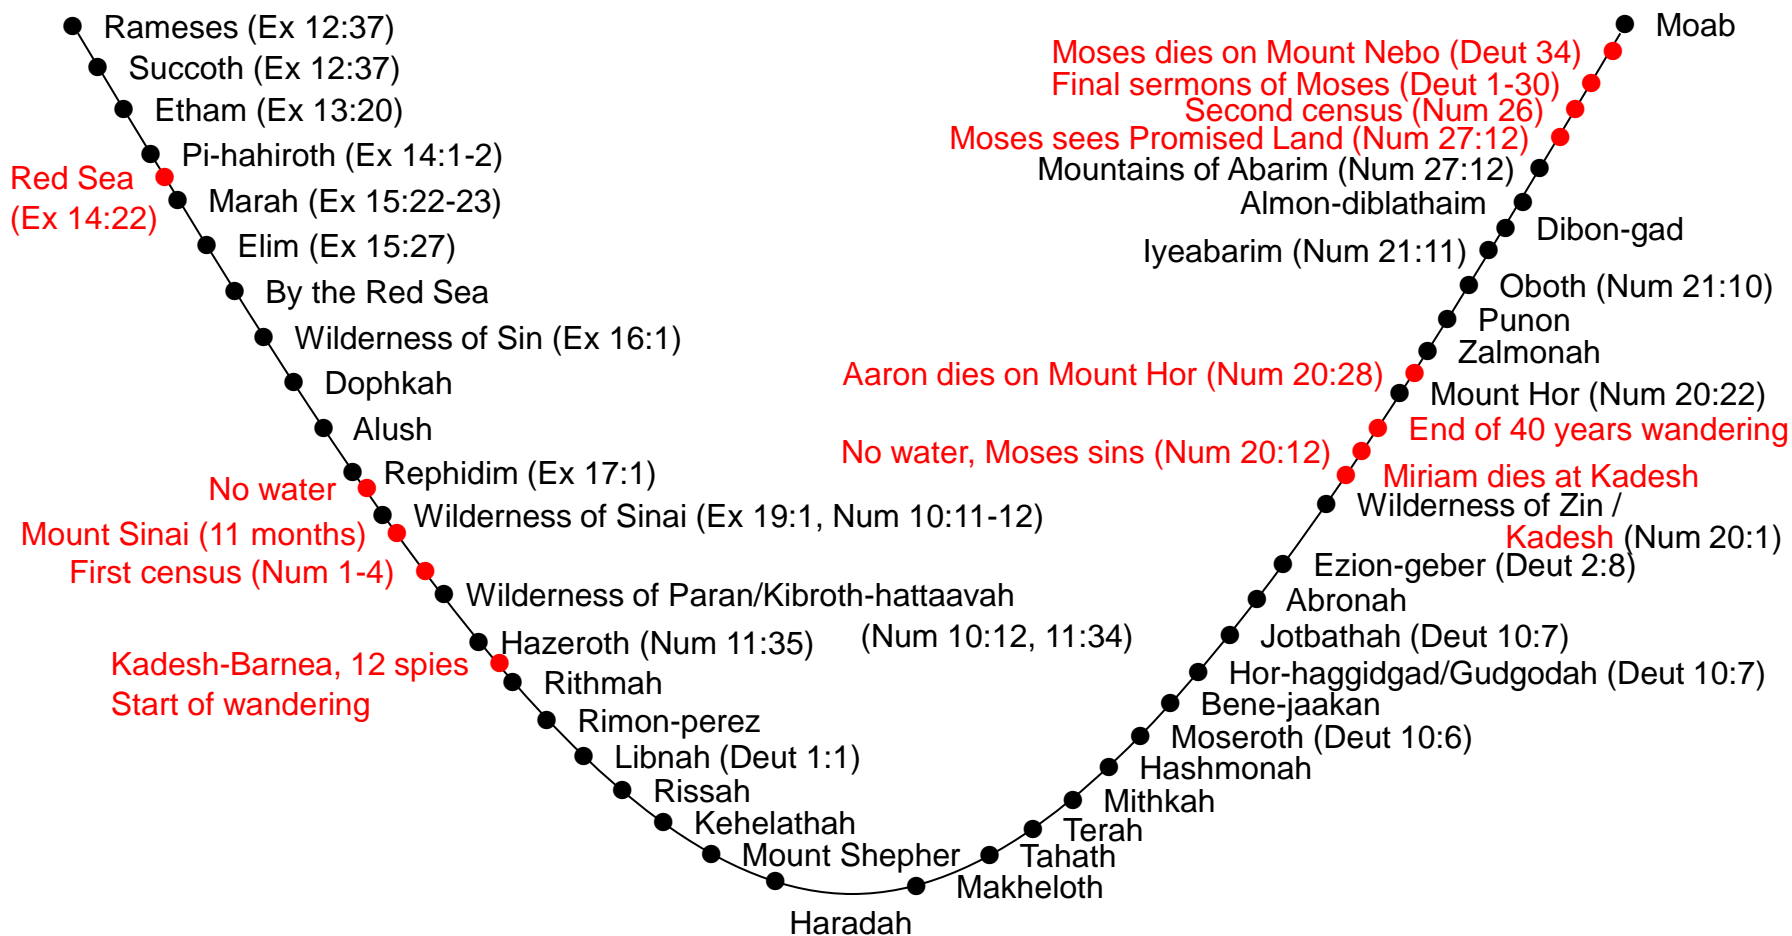 Rameses (Ex 12:37)
Succoth (Ex 12:37)
Etham (Ex 13:20)
Pi-hahiroth (Ex 14:1-2)
Red Sea
(Ex 14:22)
Marah (Ex 15:22-23)
Elim (Ex 15:27)
By the Red Sea
Wilderness of Sin (Ex 16:1)
Dophkah
Alush
Rephidim (Ex 17:1)
No water
Wilderness of Sinai (Ex 19:1, Num 10:11-12)
Mount Sinai (11 months)
First census (Num 1-4)
Wilderness of Paran/Kibroth-hattaavah
(Num 10:12, 11:34)
Hazeroth (Num 11:35)
Kadesh-Barnea, 12 spies
Start of wandering
Rithmah
Rimon-perez
Libnah (Deut 1:1)
Rissah
Kehelathah
Mount Shepher
Haradah
Makheloth
Tahath
Terah
Mithkah
Hashmonah
Moseroth (Deut 10:6)
Bene-jaakan
Hor-haggidgad/Gudgodah (Deut 10:7)
Jotbathah (Deut 10:7)
Abronah
Ezion-geber (Deut 2:8)
Wilderness of Zin /
Kadesh (Num 20:1)
Miriam dies at Kadesh
No water, Moses sins (Num 20:12)
End of 40 years wandering
Mount Hor (Num 20:22)
Aaron dies on Mount Hor (Num 20:28)
Zalmonah
Punon
Oboth (Num 21:10)
Iyeabarim (Num 21:11)
Dibon-gad
Almon-diblathaim
Mountains of Abarim (Num 27:12)
Moses sees Promised Land (Num 27:12)
Second census (Num 26)
Final sermons of Moses (Deut 1-30)
Moses dies on Mount Nebo (Deut 34)
Moab